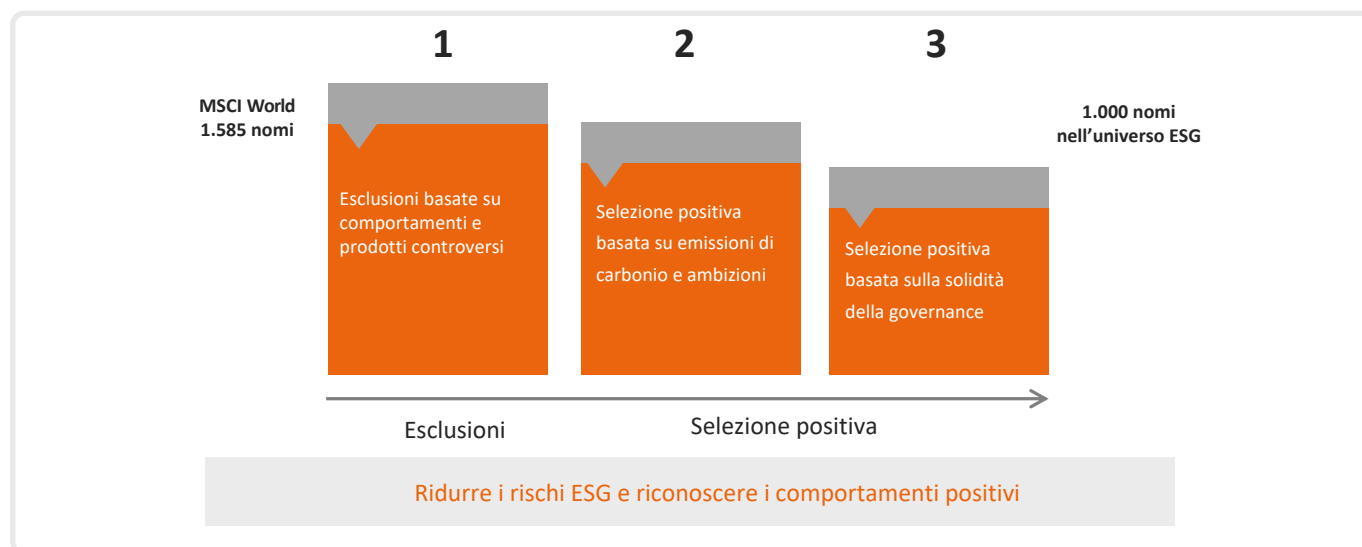 1
2
3
MSCI World
1.585 nomi
1.000 nomi
nell’universo ESG
Esclusioni basate su
comportamenti e
prodotti controversi
Selezione positiva
basata su emissioni di
carbonio e ambizioni
Selezione positiva
basata sulla solidità
della governance
Esclusioni
Selezione positiva
Ridurre i rischi ESG e riconoscere i comportamenti positivi